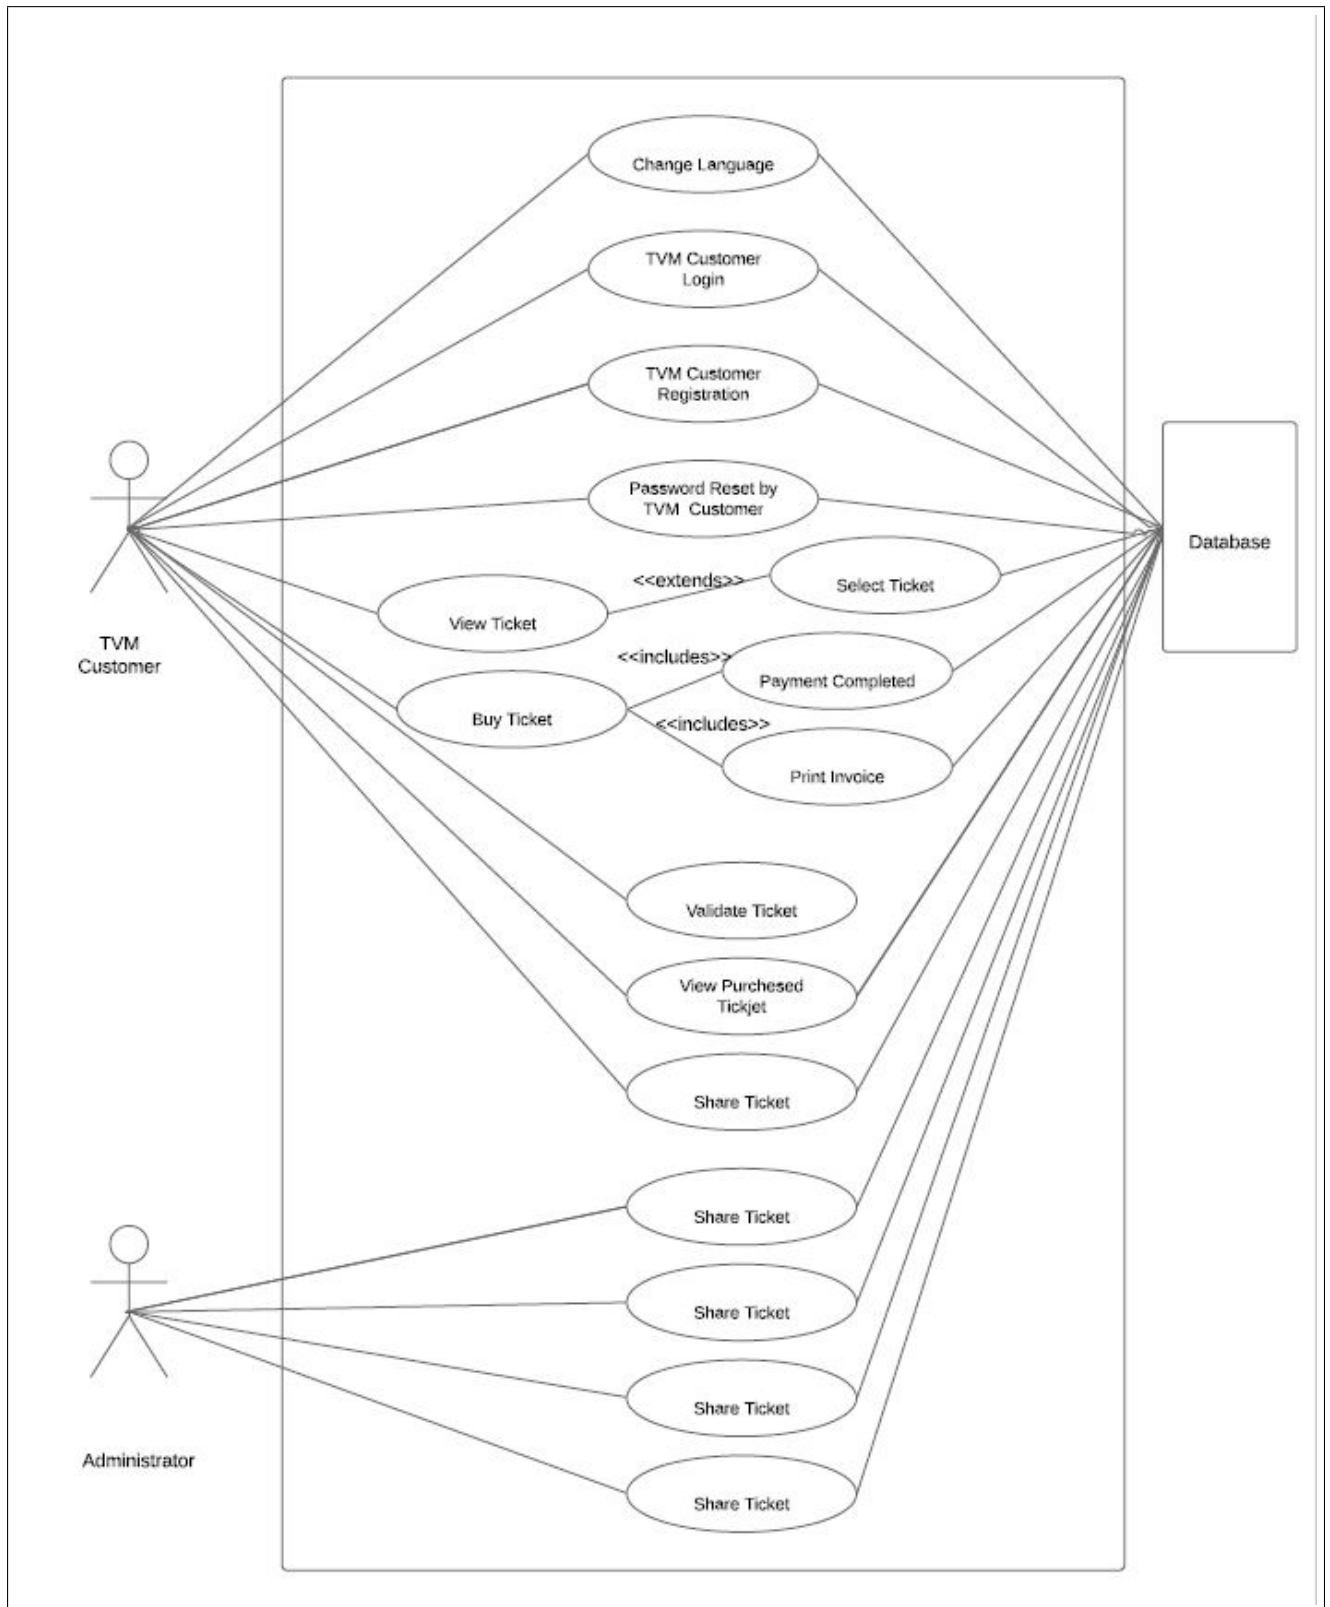 Change Language
TVM Customer
Login
TVM Customer
Registration
Password Reset by
TVM Customer
Database
<<extends>>
Select Ticket
View Ticket
TVM
Customer
<<includes>>
Payment Completed
Buy Ticket
<<includes>>
Print Invoice
Validate Ticket
View Purchesed
Tickjet
Share Ticket
Share Ticket
Share Ticket
Share Ticket
Administrator
Share Ticket